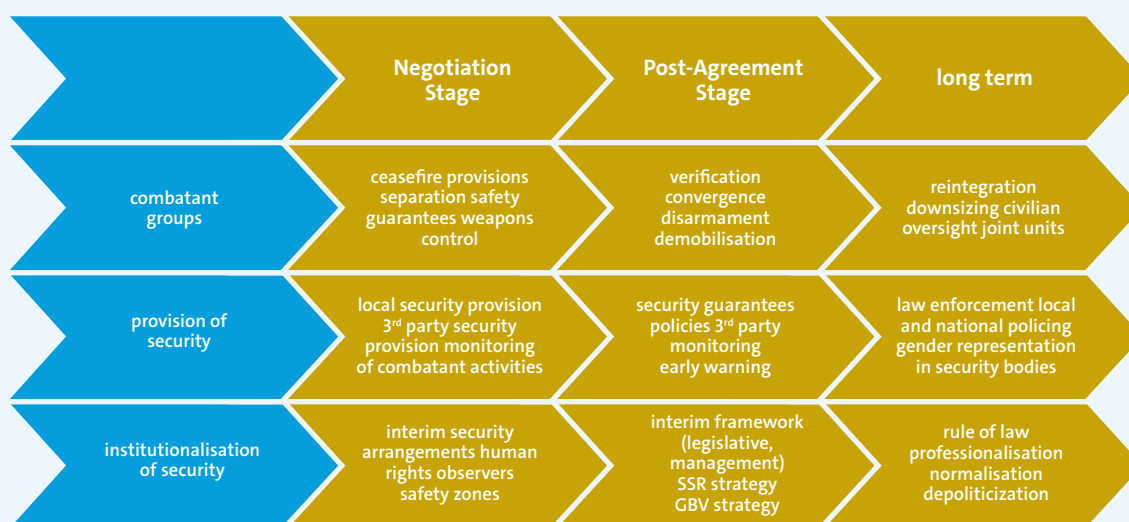 Negotiation
Stage
Post-Agreement
Stage
long term
combatant
groups
ceasefire provisions
separation safety
guarantees weapons
control
verification
convergence
disarmament
demobilisation
reintegration
downsizing civilian
oversight joint units
provision of
security
local security provision
3rd party security
provision monitoring
of combatant activities
security guarantees
policies 3rd party
monitoring
early warning
law enforcement local
and national policing
gender representation
in security bodies
institutionalisation
of security
interim security
arrangements human
rights observers
safety zones
interim framework
(legislative,
management)
SSR strategy
GBV strategy
rule of law
professionalisation
normalisation
depoliticization